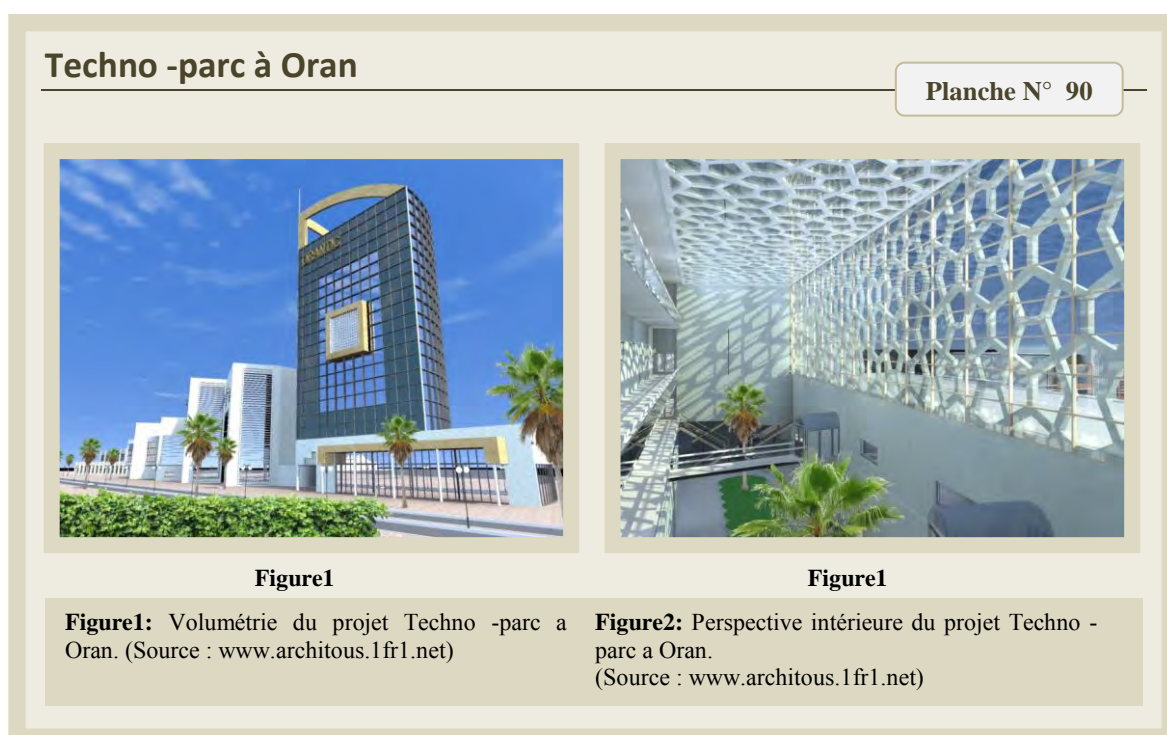 Techno -parc à Oran
Planche N° 90
Figure1
Figure1
Figure1: Volumétrie du projet Techno -parc a
Oran. (Source : www.architous.1fr1.net)
Figure2: Perspective intérieure du projet Techno -
parc a Oran.
(Source : www.architous.1fr1.net)